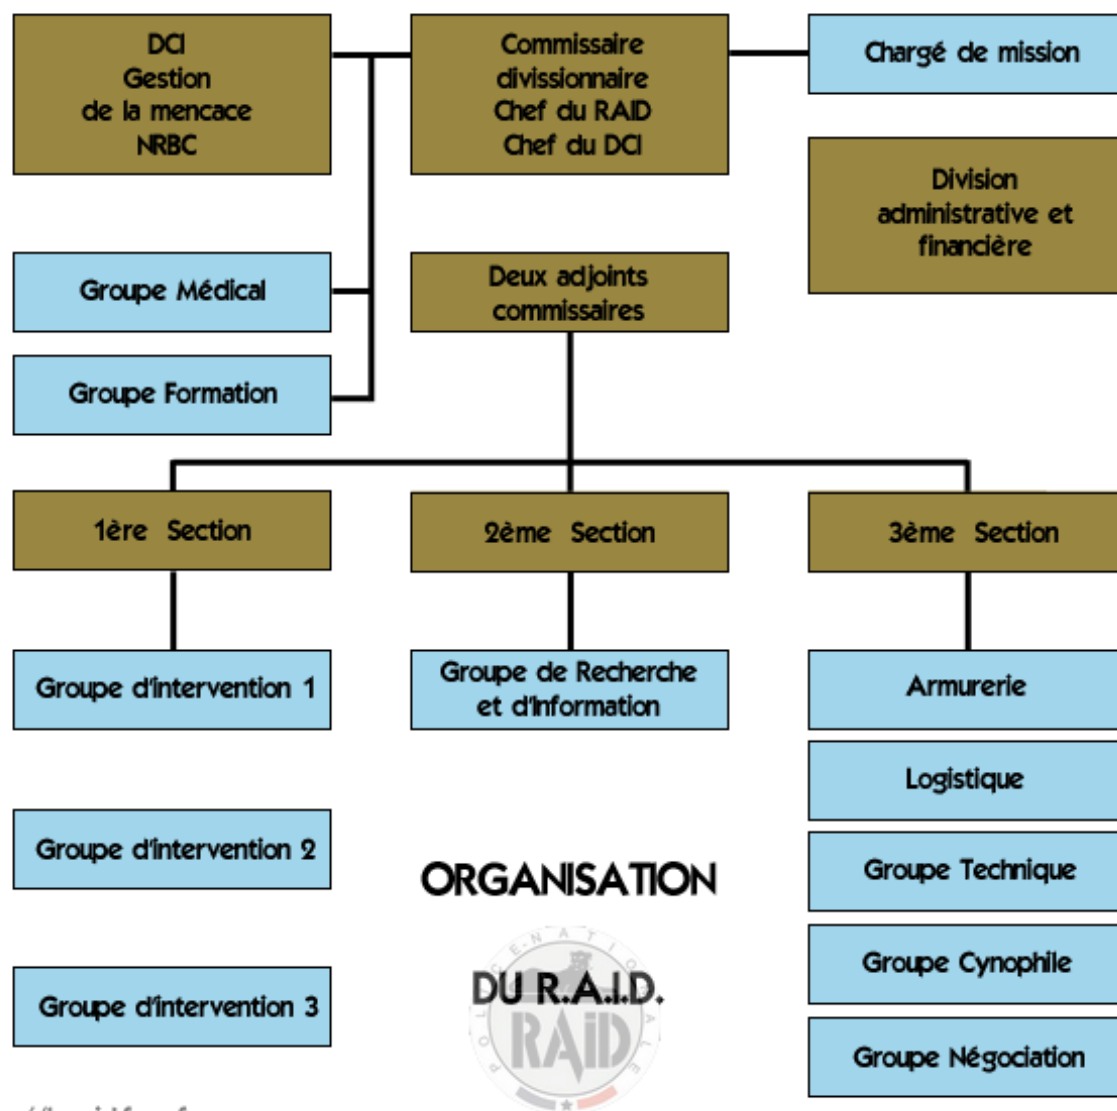 DCI
Gestion
de la mencace
NRBC
Commissaire
divissionnaire
Chef du RAID
Chef du DCI
Chargé de mission
Division
administrative et
financière
Groupe Médical
Deux adjoints
commissaires
Groupe Formation
1ère Section
2ème Section
3ème Section
Groupe d'intervention 1
Groupe de Recherche
et d'Information
Armurerie
Logistique
Groupe d'intervention 2
Groupe Technique
Groupe Cynophile
Groupe d'intervention 3
Groupe Négociation
ORGANISATION
DU R.A.I.D.
POLICE NATIONALE
RAID